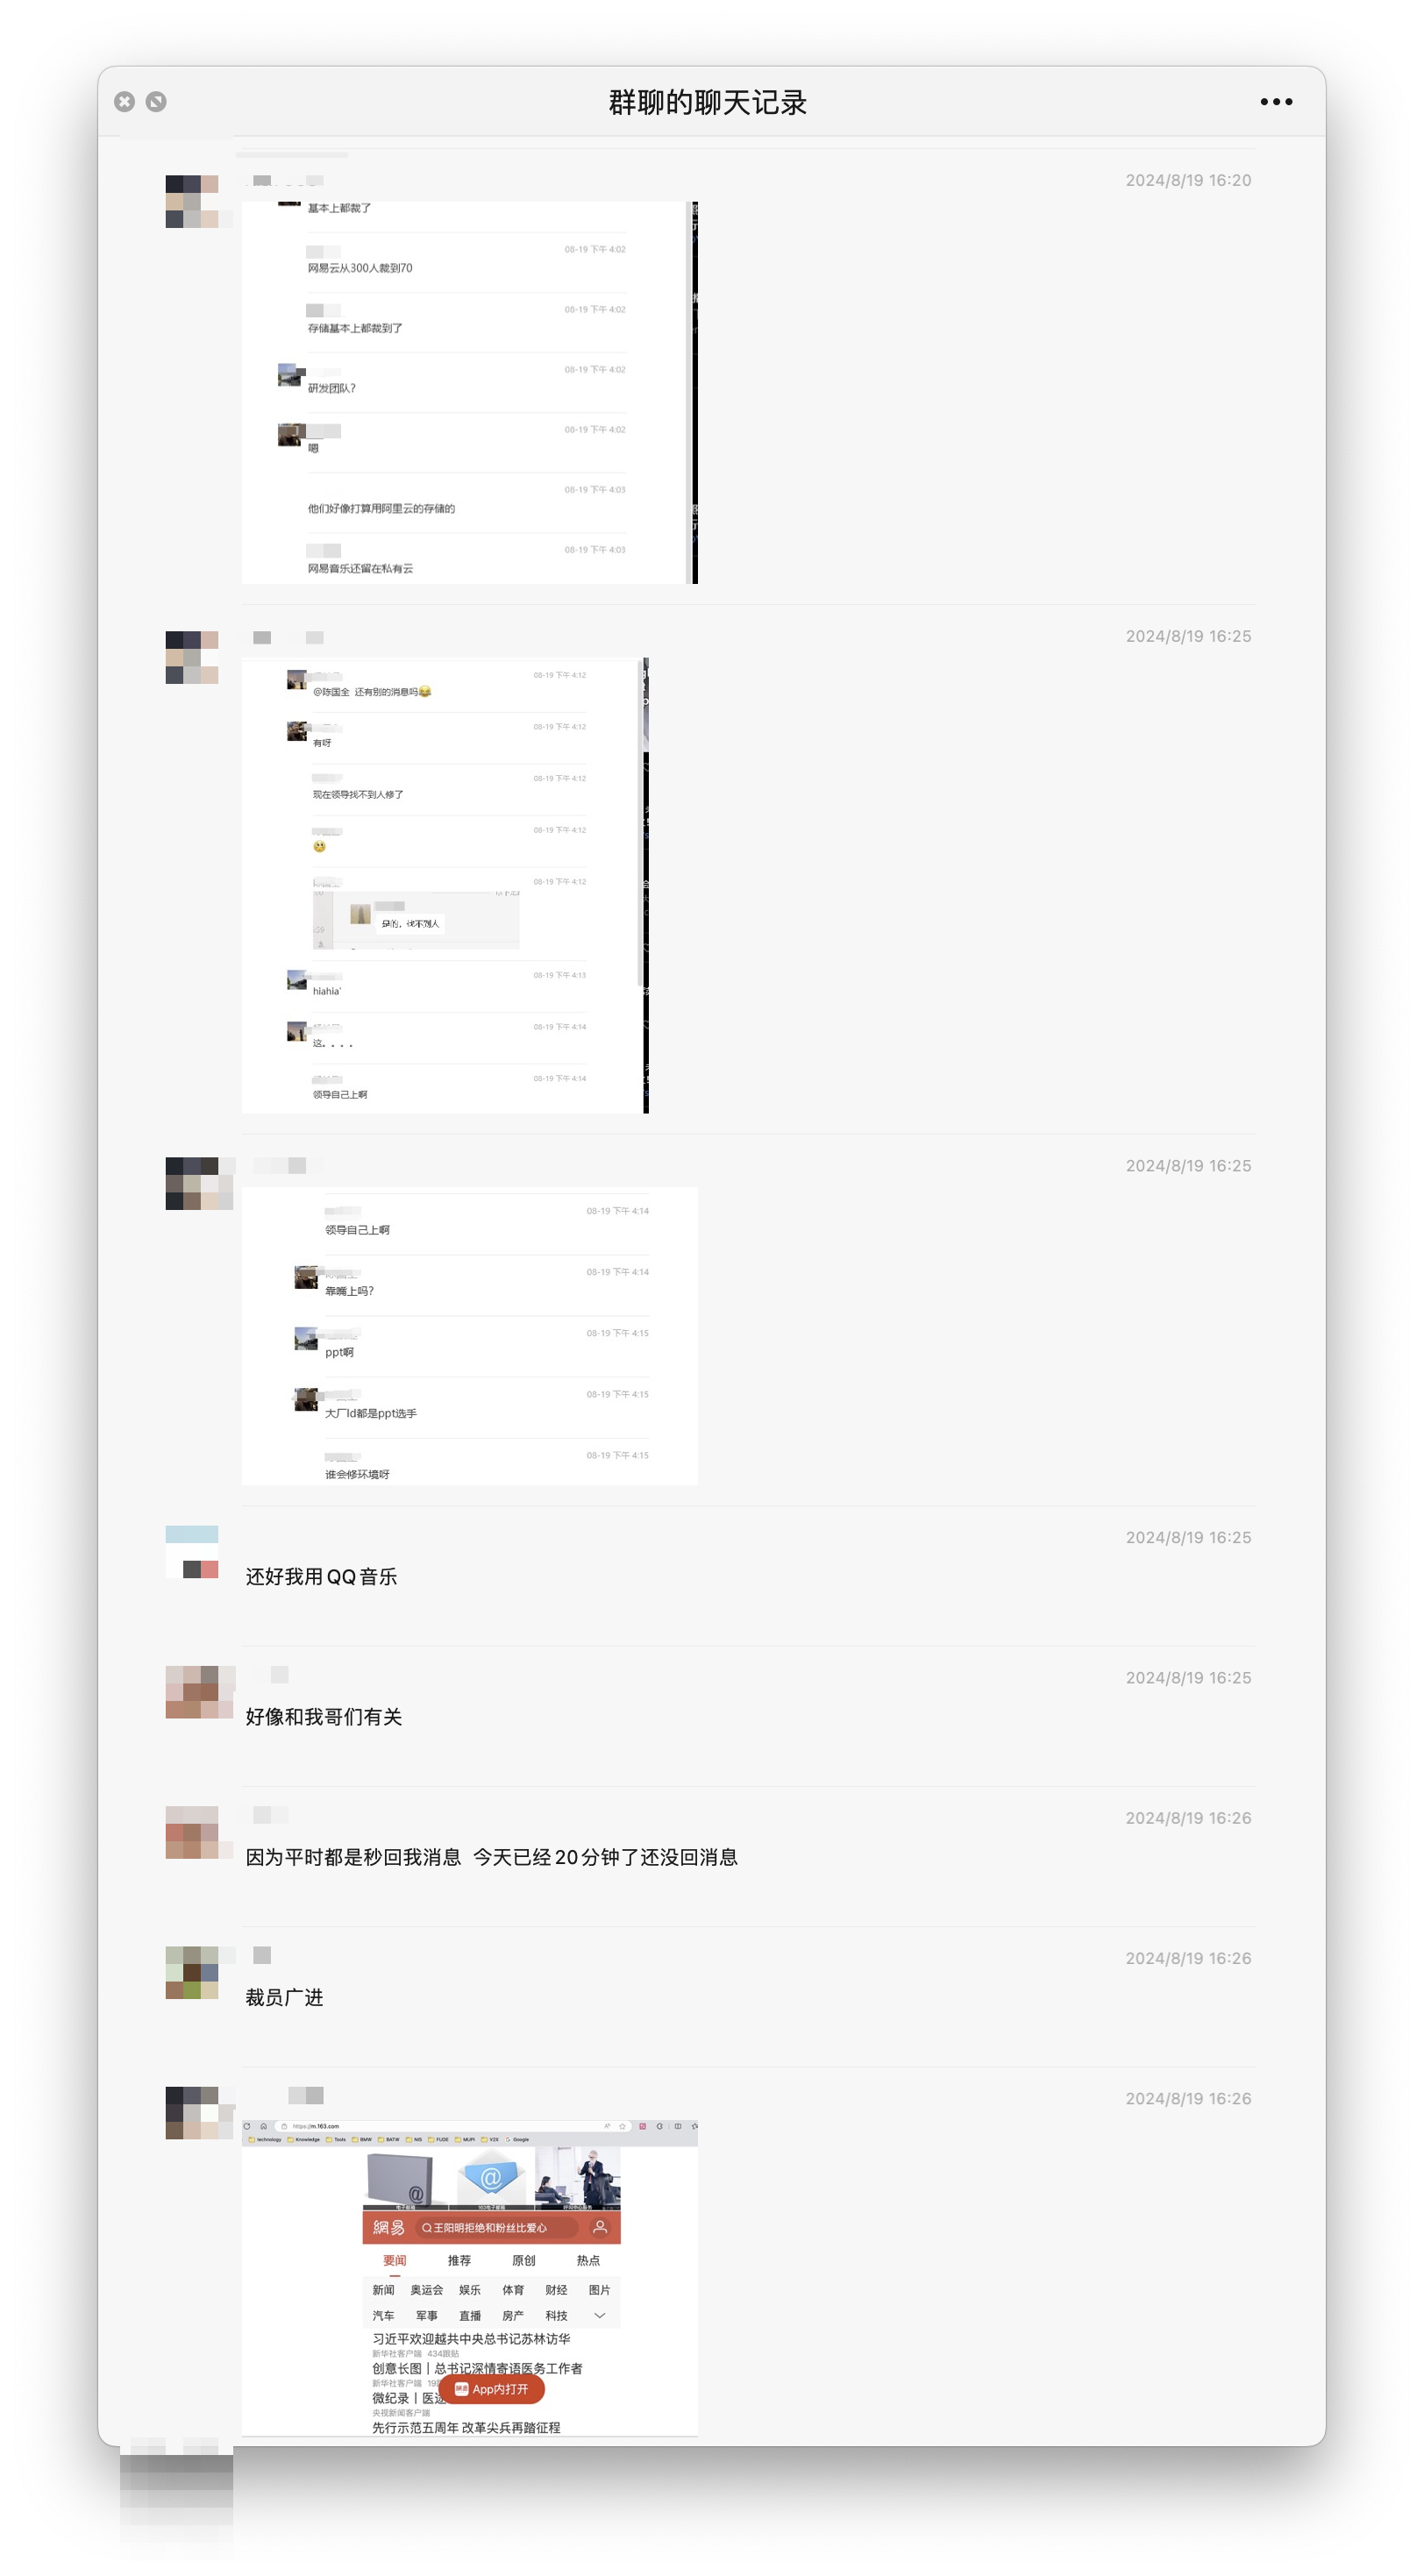 群聊的聊天记录
2024/8/19 16:20
基本上都裁了
08-19 下午 4:02
网易云从300人裁到70
08-19 下午 4:02
存储基本上都裁到了
08-19 下午 4:02
研发团队?
08-19 下午 4:02
嗯
08-19 下午 4:03
他们好像打算用阿里云的存储的
08-19 下午 4:03
网易音乐还留在私有云
2024/8/19 16:25
08-19 下午 4:12
@陈国全 还有别的消息吗😂
08-19 下午 4:12
有呀
08-19 下午 4:12
现在领导找不到人修了
08-19 下午 4:12
08-19 下午 4:12
是的，找不到人
08-19 下午 4:13
hiahia'
08-19 下午 4:14
这。。。。
08-19 下午 4:14
领导自己上啊
2024/8/19 16:25
08-19 下午 4:14
领导自己上啊
08-19 下午 4:14
靠嘴上吗?
08-19 下午 4:15
ppt啊
08-19 下午 4:15
大厂ld都是ppt选手
08-19 下午 4:15
谁会修环境呀
2024/8/19 16:25
还好我用QQ音乐
2024/8/19 16:25
好像和我哥们有关
2024/8/19 16:26
因为平时都是秒回我消息 今天已经20分钟了还没回消息
2024/8/19 16:26
裁员广进
2024/8/19 16:26
https://m.163.com
technology Knowledge Tools BMW BATW NIS FUDE MUPI VZII Google
網易 王阳明拒绝和粉丝比爱心
要闻 推荐 原创 热点
新闻 奥运会 娱乐 体育 财经 图片
汽车 军事 直播 房产 科技
习近平欢迎越共中央总书记苏林访华
新华社客户端 434跟贴
创意长图｜总书记深情寄语医务工作者
新华社客户端 19
微纪录｜医
App内打开
央视新闻客户端
先行示范五周年 改革尖兵再踏征程